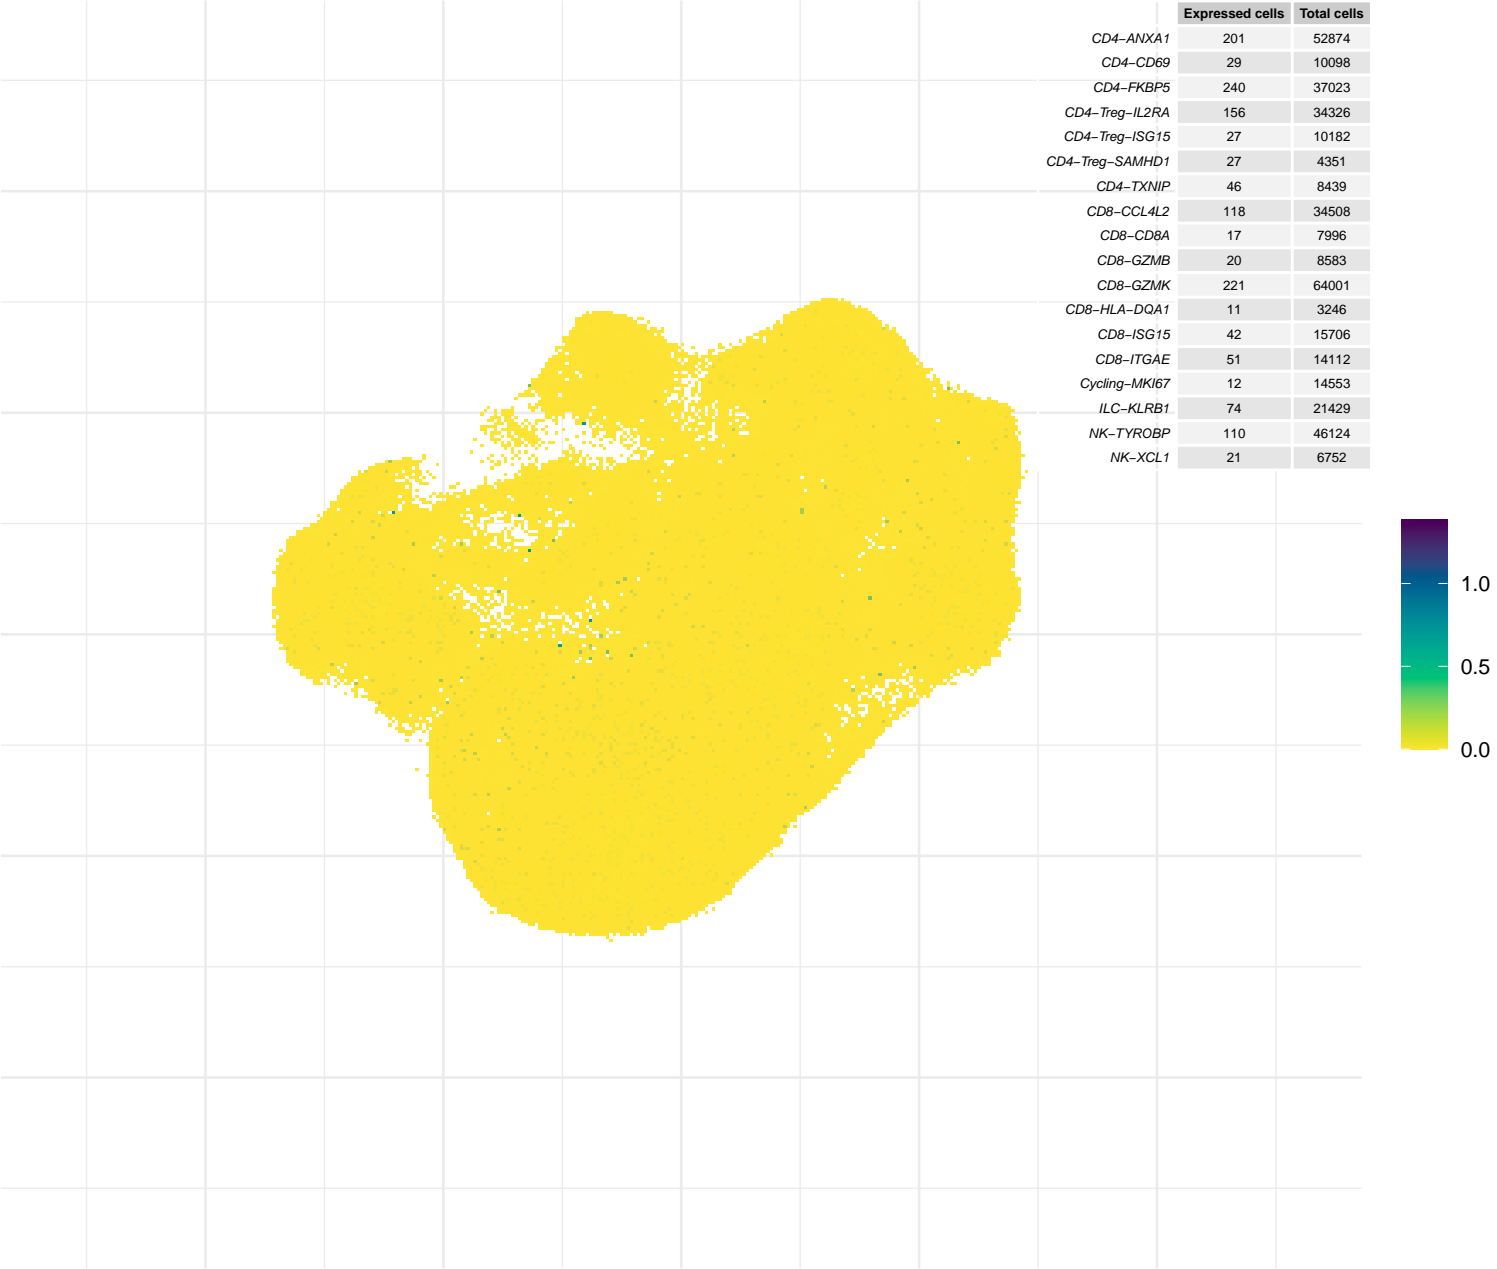 Expressed cells Total cells
CD4−ANXA1 201 52874
CD4−CD69 29 10098
CD4−FKBP5 240 37023
CD4−Treg−IL2RA 156 34326
CD4−Treg−ISG15 27 10182
CD4−Treg−SAMHD1 27 4351
CD4−TXNIP 46 8439
CD8−CCL4L2 118 34508
CD8−CD8A 17 7996
CD8−GZMB 20 8583
CD8−GZMK 221 64001
CD8−HLA−DQA1 11 3246
CD8−ISG15 42 15706
CD8−ITGAE 51 14112
Cycling−MKI67 12 14553
ILC−KLRB1 74 21429
NK−TYROBP 110 46124
NK−XCL1 21 6752
1.0
0.5
0.0